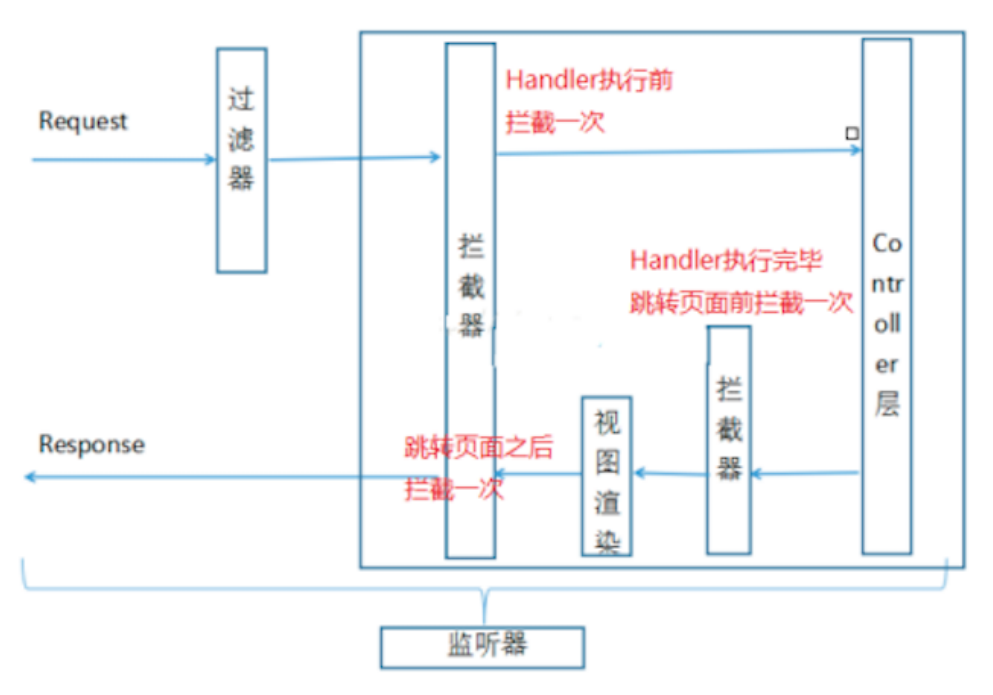 Request
过滤器
Handler执行前
拦截一次
拦截器
Controller层
Handler执行完毕
跳转页面前拦截一次
拦截器
视图渲染
跳转页面之后
拦截一次
Response
监听器